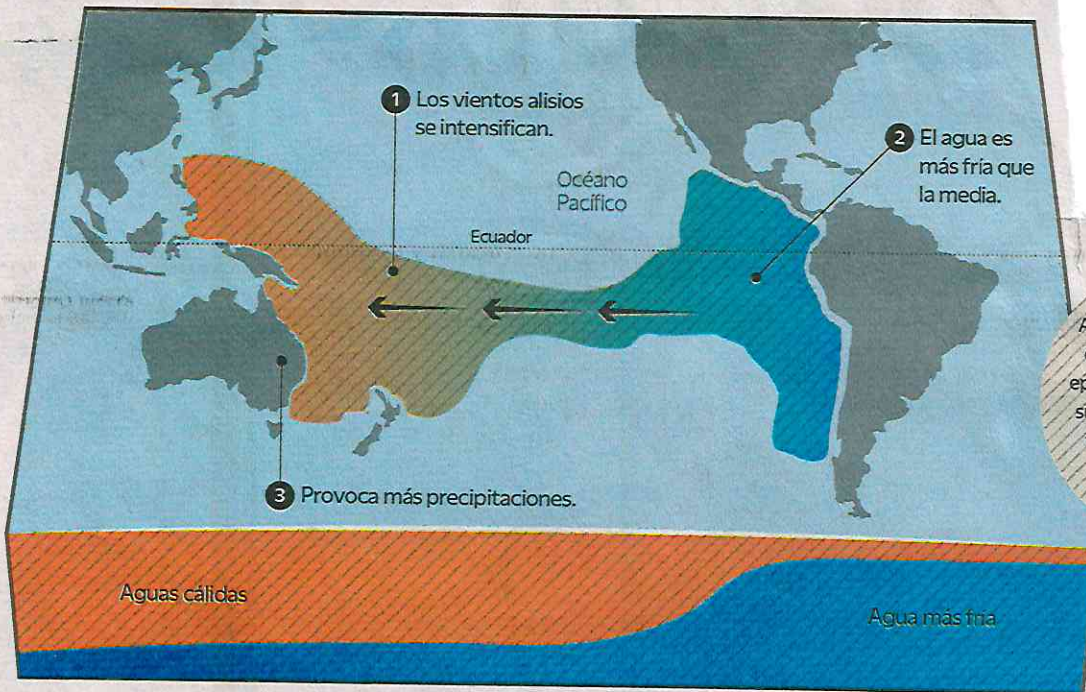 1 Los vientos alisios
se intensifican.
2 El agua es
más fría que
la media.
Océano
Pacífico
Ecuador
3 Provoca más precipitaciones.
Aguas cálidas
Agua más fría